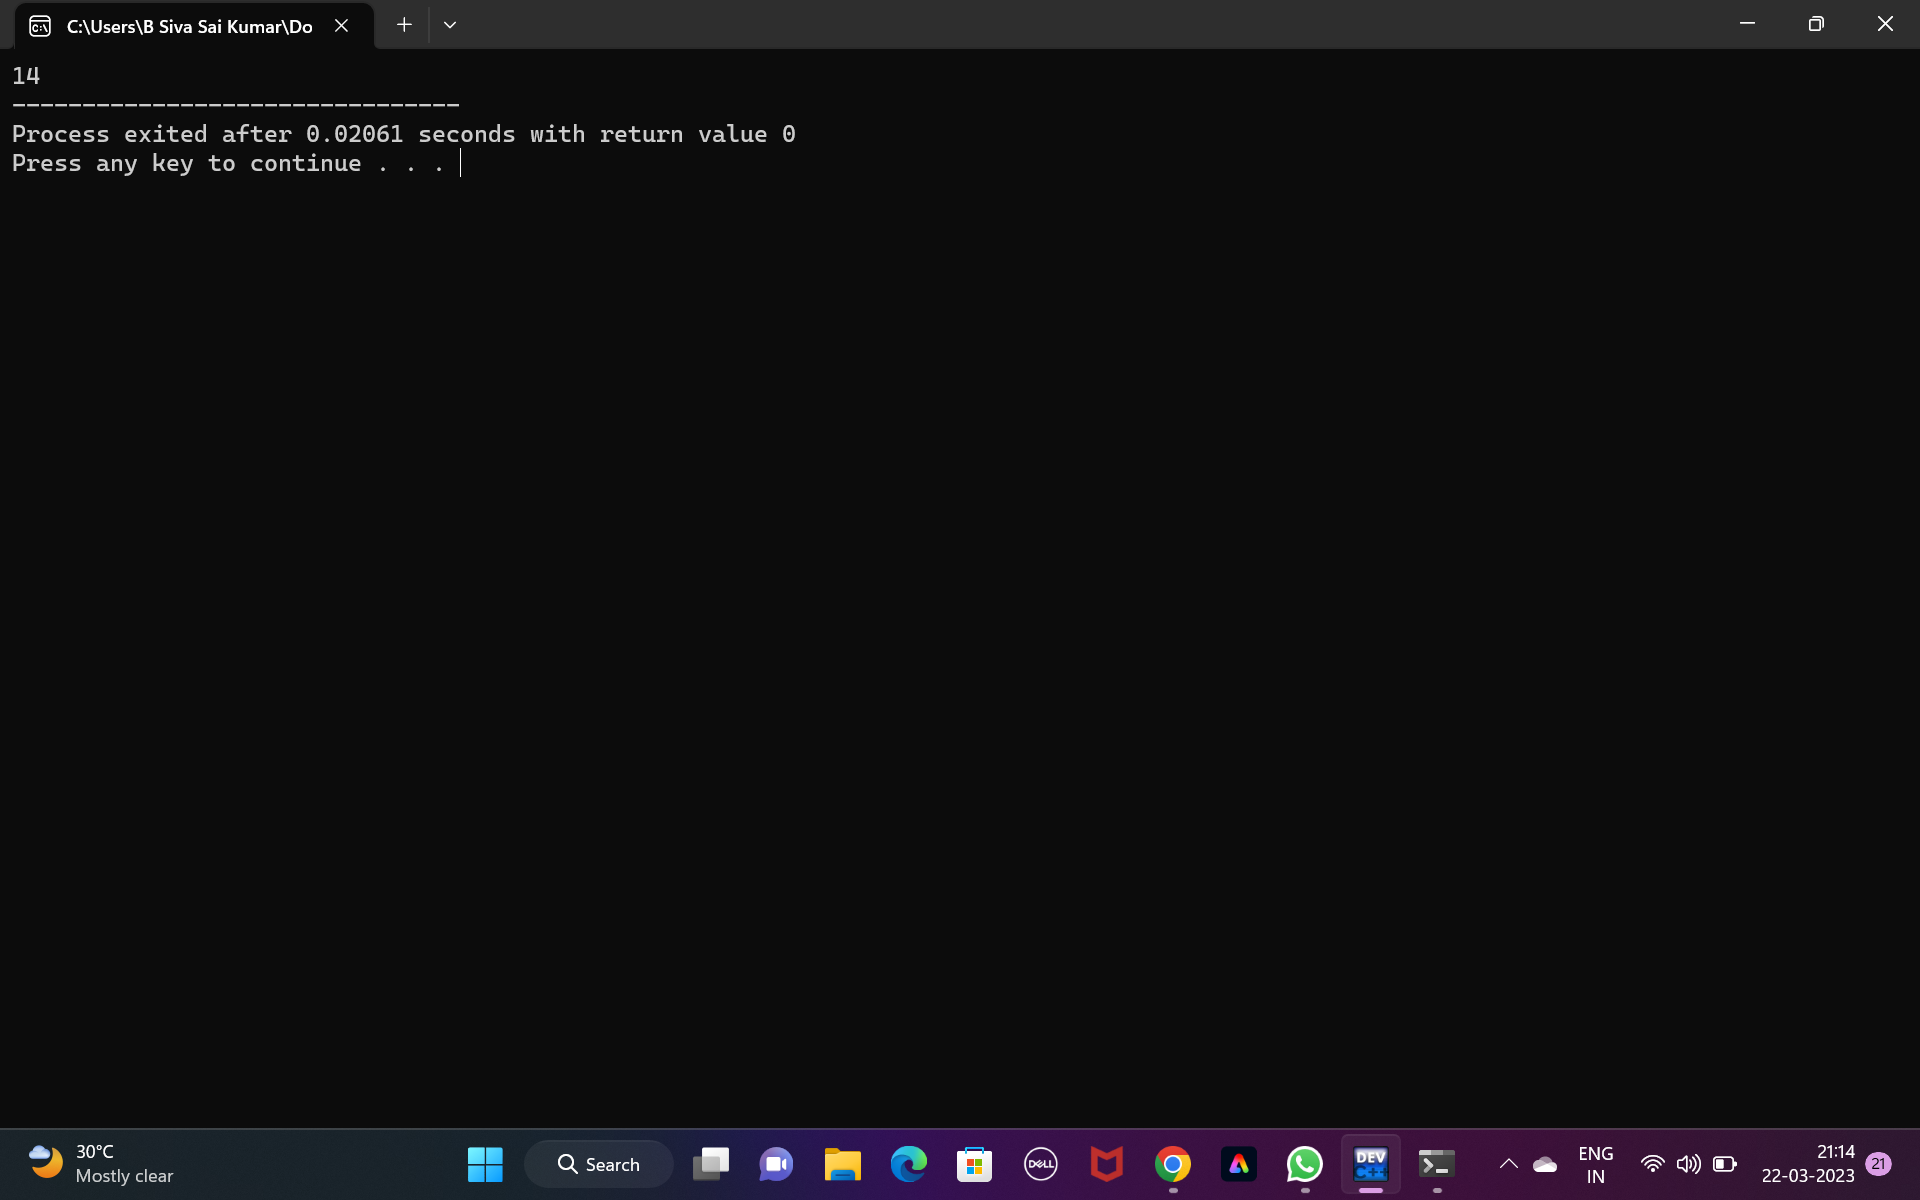 C:\Users\B Siva Sai Kumar\Do
14
--------------------------------
Process exited after 0.02061 seconds with return value 0
Press any key to continue . . .
30°C
Mostly clear
Search
DELL
DEV
C++
ENG
IN
21:14
22-03-2023
21